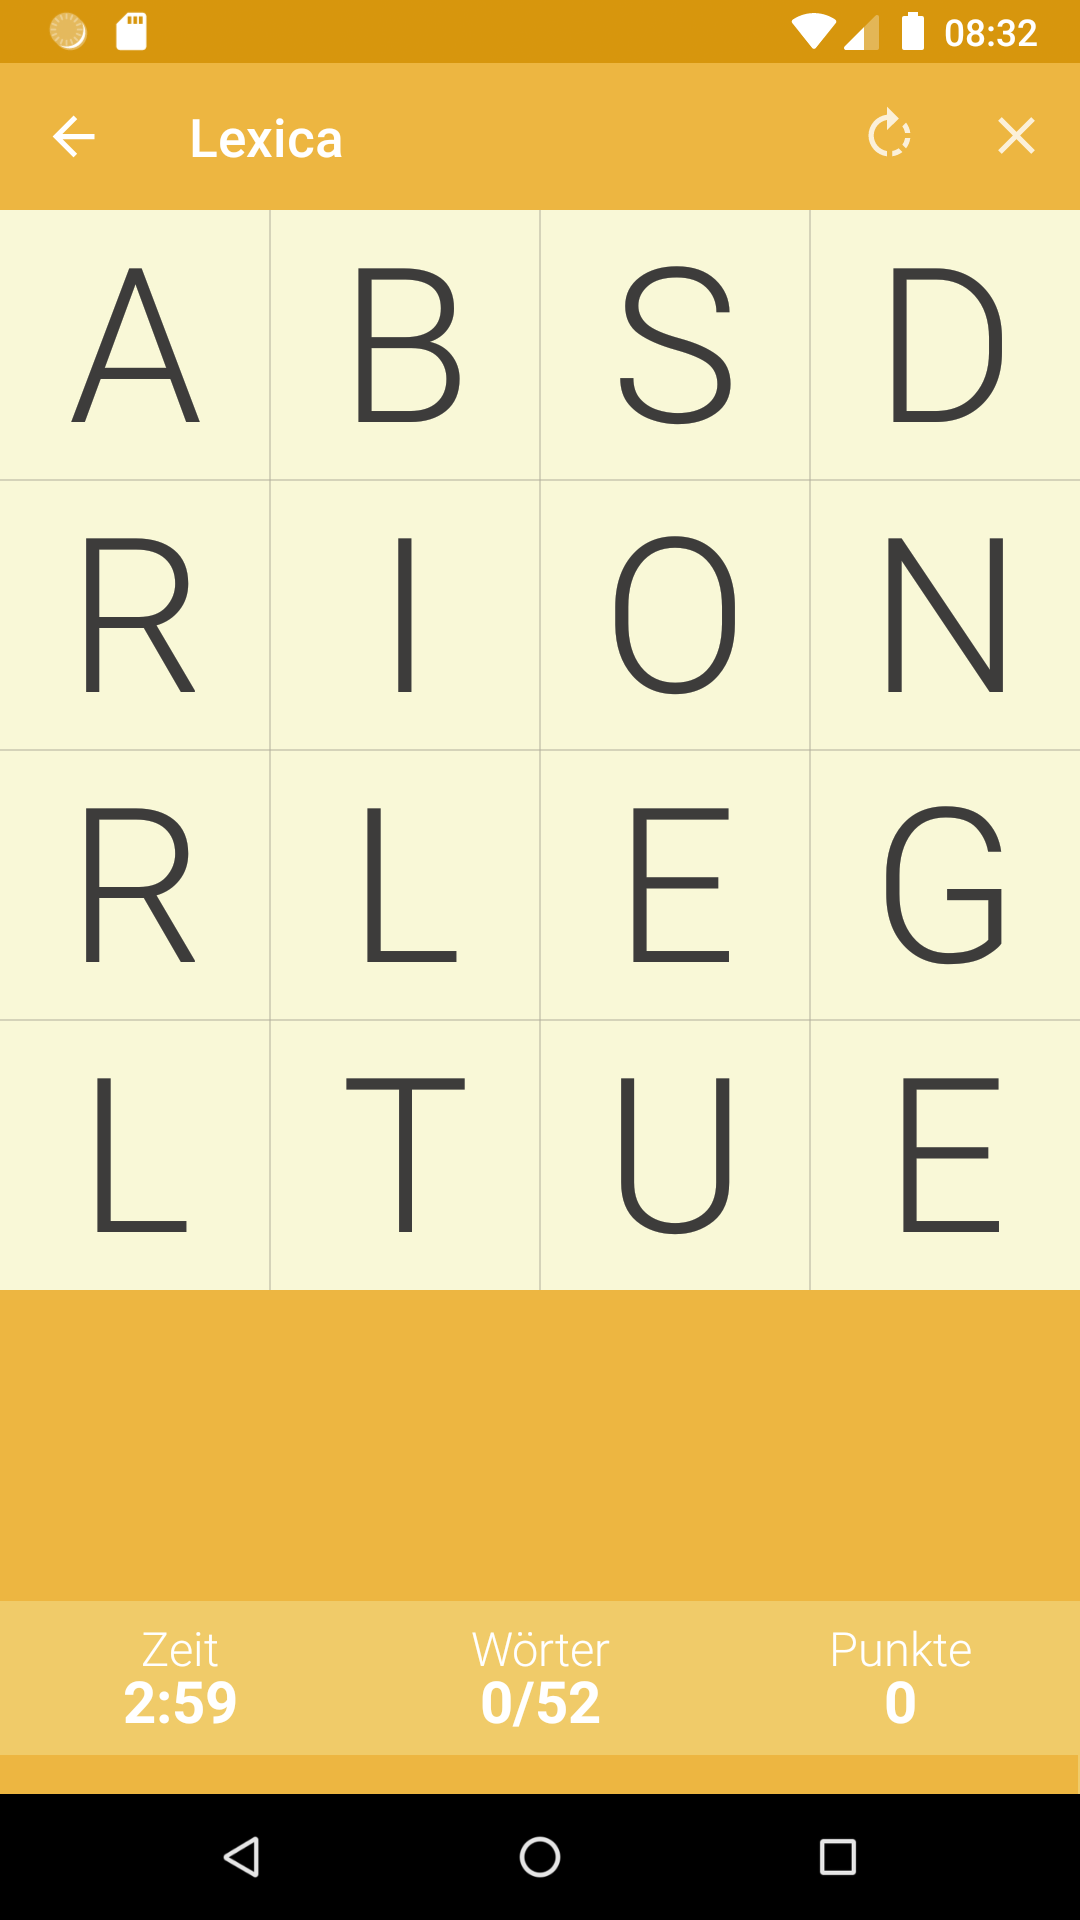 08:32
Lexica
A B S D
R I O N
R L E G
L T U E
Zeit Wörter Punkte
2:59 0/52 0